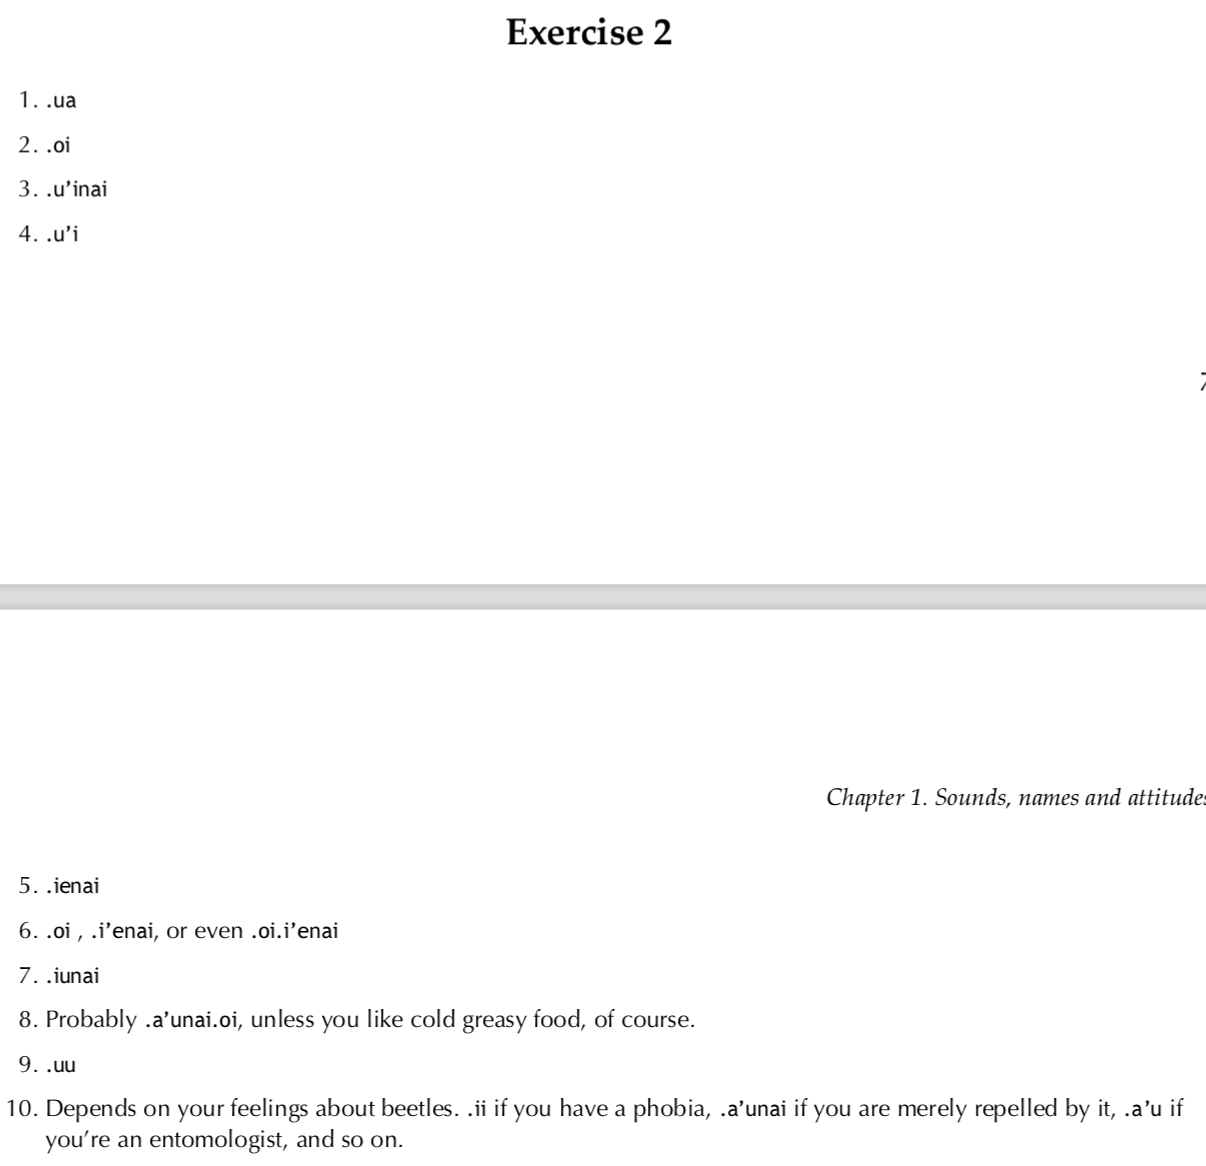 Exercise 2
1. .ua
2. .oi
3. .u’inai
4. .u’i
7
Chapter 1. Sounds, names and attitudes
5. .ienai
6. .oi , .i’enai, or even .oi.i’enai
7. .iunai
8. Probably .a’unai.oi, unless you like cold greasy food, of course.
9. .uu
10. Depends on your feelings about beetles. .ii if you have a phobia, .a’unai if you are merely repelled by it, .a’u if
you’re an entomologist, and so on.